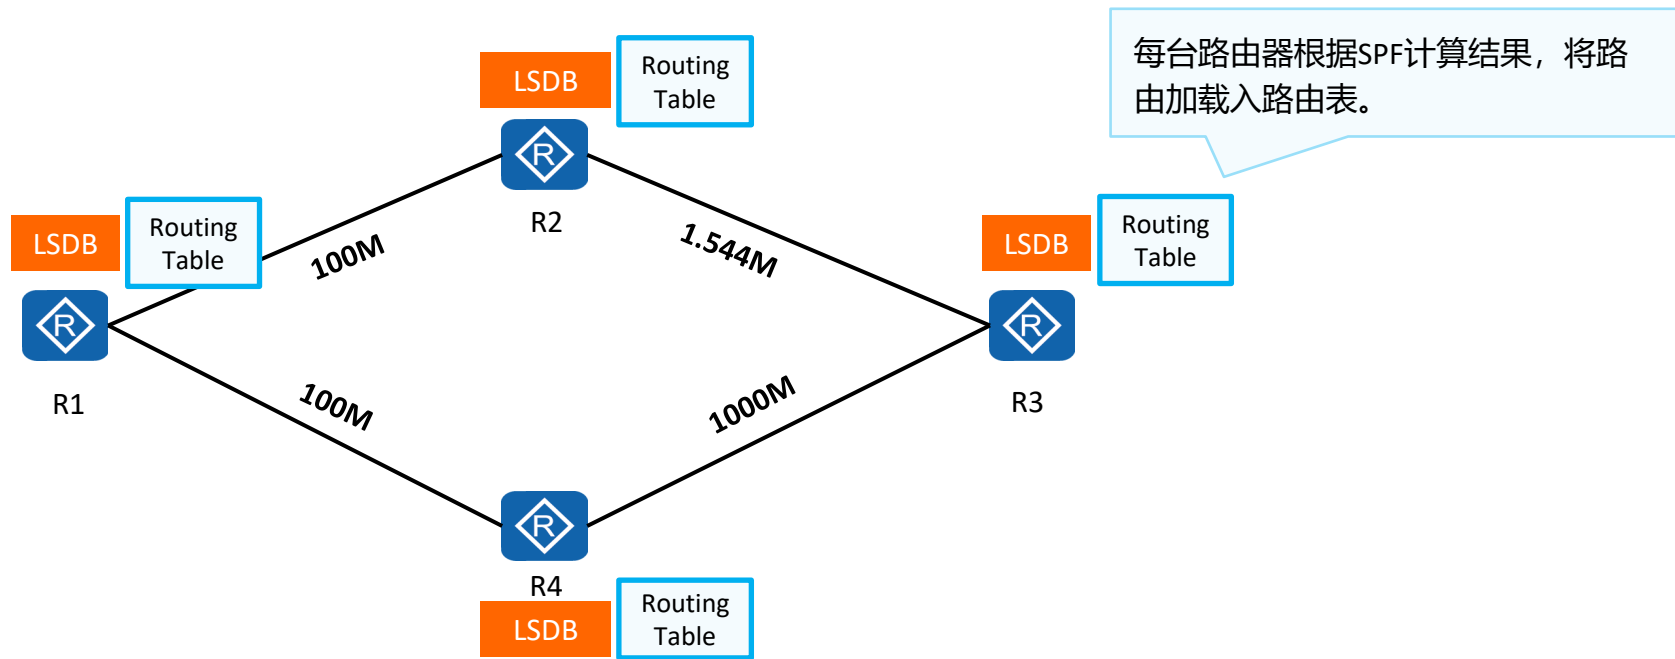 LSDB
Routing
Table
R
R2
每台路由器根据SPF计算结果，将路
由加载入路由表。
LSDB
Routing
Table
R
R1
100M
1.544M
LSDB
Routing
Table
R
R3
100M
1000M
R
R4
LSDB
Routing
Table